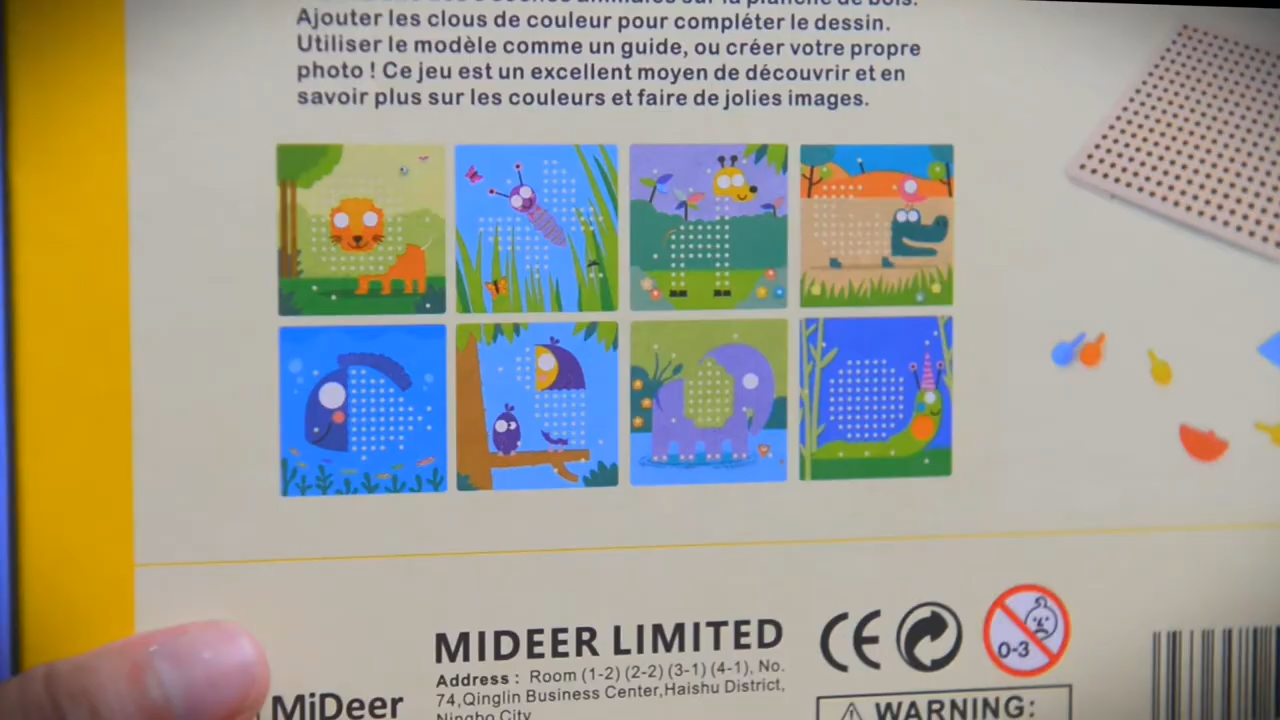 Ajouter les clous de couleur pour compléter le dessin.
Utiliser le modèle comme un guide, ou créer votre propre
photo ! Ce jeu est un excellent moyen de découvrir et en
savoir plus sur les couleurs et faire de jolies images.
MIDEER LIMITED
Address : Room (1-2) (2-2) (3-1) (4-1), No.
74,Qinglin Business Center,Haishu District,
Ningbo City
MiDeer
CE
0-3
WARNING: